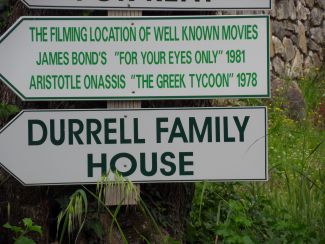 THE FILMING LOCATION OF WELL KNOWN MOVIES
JAMES BOND'S "FOR YOUR EYES ONLY" 1981
ARISTOTLE ONASSIS "THE GREEK TYCOON" 1978
DURRELL FAMILY
HOUSE